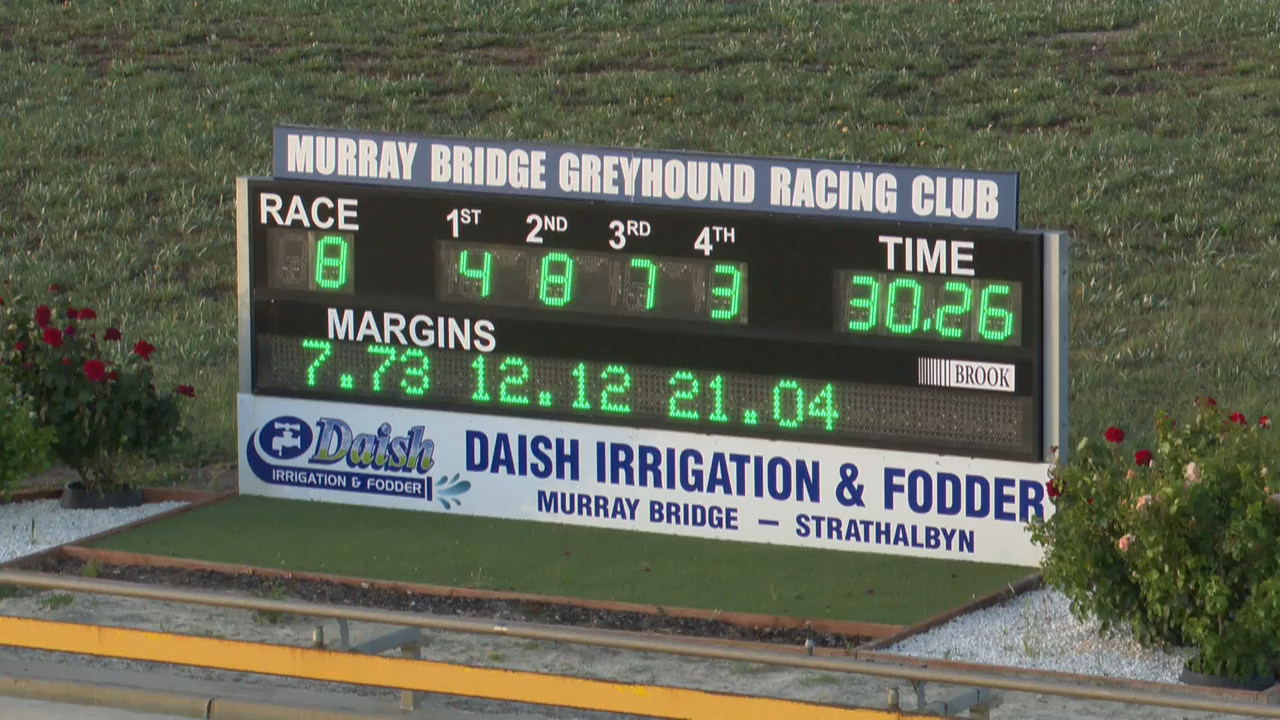 MURRAY BRIDGE GREYHOUND RACING CLUB
RACE 1ST 2ND 3RD 4TH TIME
8 4 8 7 3 30.26
MARGINS
7.73 12.12 21.04
BROOK
Daish
IRRIGATION & FODDER
DAISH IRRIGATION & FODDER
MURRAY BRIDGE – STRATHALBYN